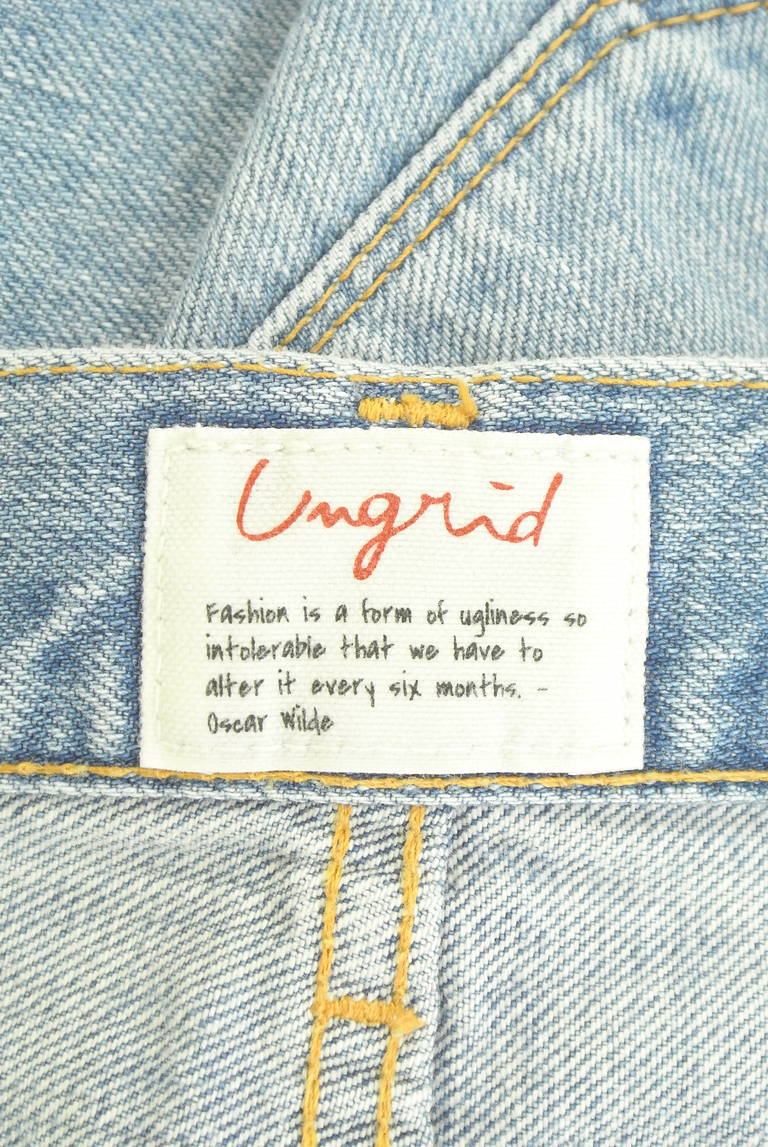 Ungrid
Fashion is a form of ugliness so
intolerable that we have to
alter it every six months. -
Oscar Wilde